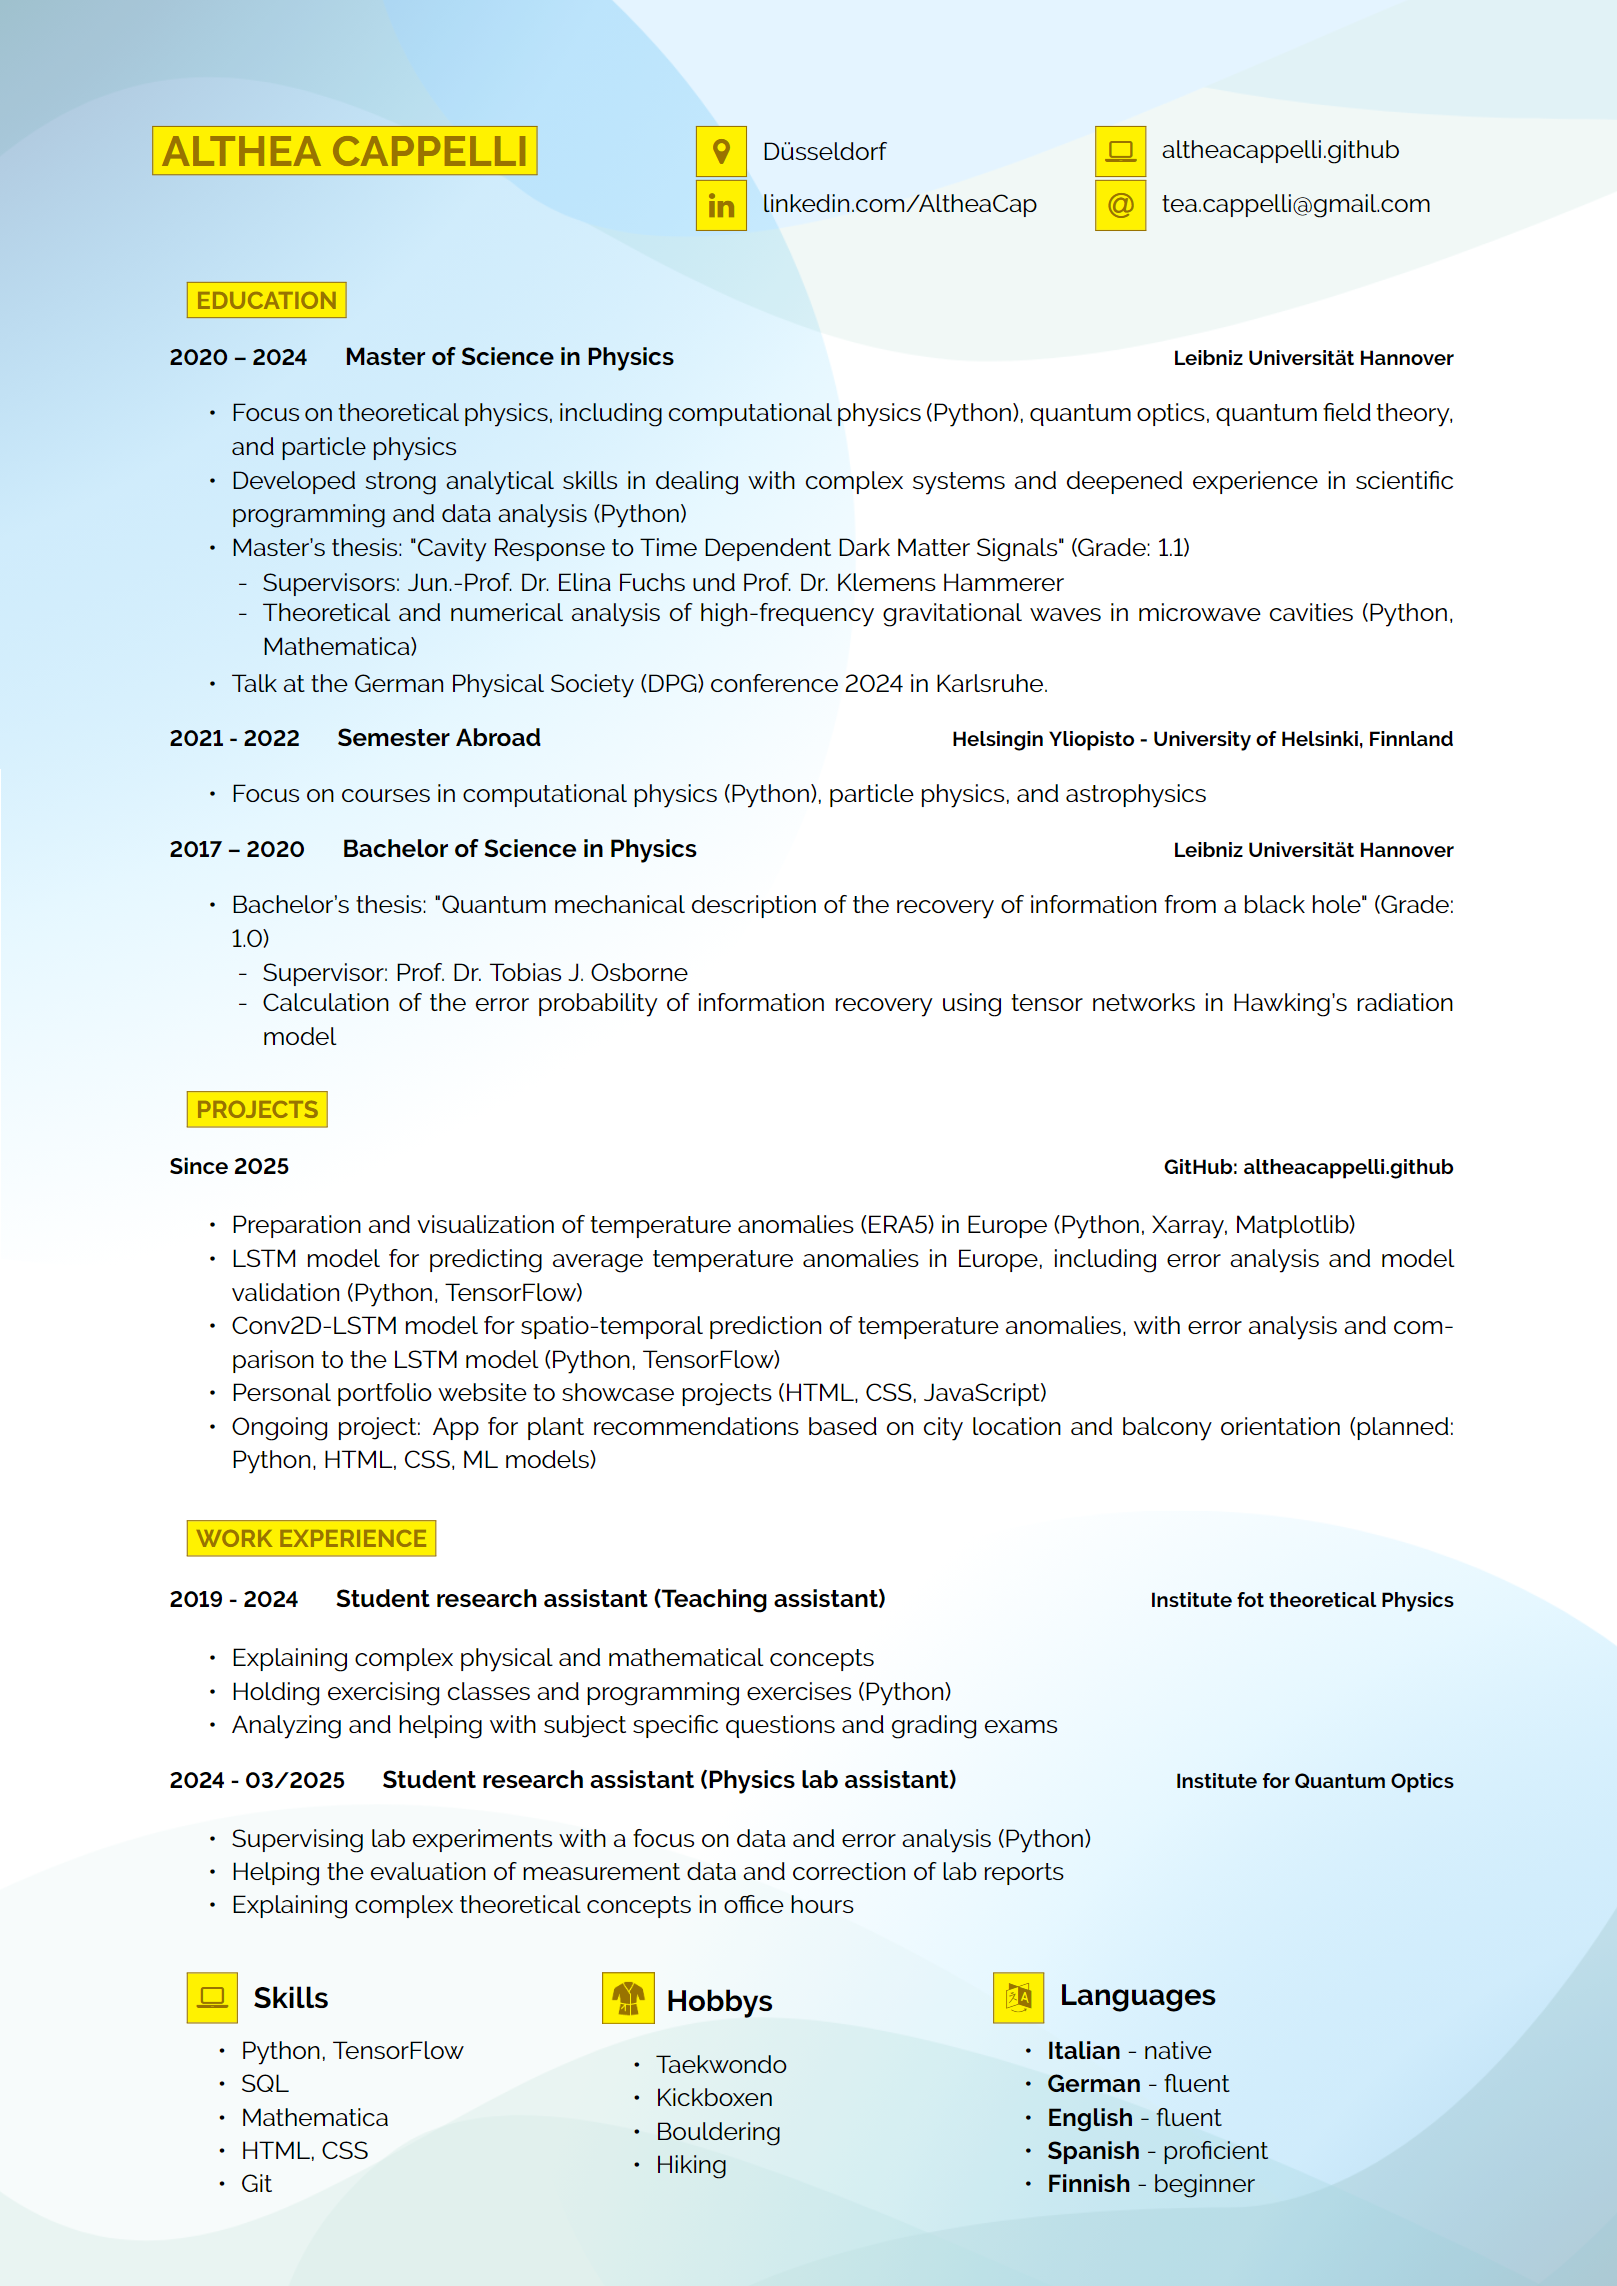 ALTHEA CAPPELLI
Düsseldorf
altheacappelli.github
linkedin.com/AltheaCap
tea.cappelli@gmail.com
EDUCATION
2020 – 2024 Master of Science in Physics Leibniz Universität Hannover
• Focus on theoretical physics, including computational physics (Python), quantum optics, quantum field theory,
and particle physics
• Developed strong analytical skills in dealing with complex systems and deepened experience in scientific
programming and data analysis (Python)
• Master's thesis: "Cavity Response to Time Dependent Dark Matter Signals" (Grade: 1.1)
- Supervisors: Jun.-Prof. Dr. Elina Fuchs und Prof. Dr. Klemens Hammerer
- Theoretical and numerical analysis of high-frequency gravitational waves in microwave cavities (Python,
Mathematica)
• Talk at the German Physical Society (DPG) conference 2024 in Karlsruhe.
2021 - 2022 Semester Abroad Helsingin Yliopisto - University of Helsinki, Finnland
• Focus on courses in computational physics (Python), particle physics, and astrophysics
2017 – 2020 Bachelor of Science in Physics Leibniz Universität Hannover
• Bachelor's thesis: "Quantum mechanical description of the recovery of information from a black hole" (Grade:
1.0)
- Supervisor: Prof. Dr. Tobias J. Osborne
- Calculation of the error probability of information recovery using tensor networks in Hawking's radiation
model
PROJECTS
Since 2025 GitHub: altheacappelli.github
• Preparation and visualization of temperature anomalies (ERA5) in Europe (Python, Xarray, Matplotlib)
• LSTM model for predicting average temperature anomalies in Europe, including error analysis and model
validation (Python, TensorFlow)
• Conv2D-LSTM model for spatio-temporal prediction of temperature anomalies, with error analysis and com-
parison to the LSTM model (Python, TensorFlow)
• Personal portfolio website to showcase projects (HTML, CSS, JavaScript)
• Ongoing project: App for plant recommendations based on city location and balcony orientation (planned:
Python, HTML, CSS, ML models)
WORK EXPERIENCE
2019 - 2024 Student research assistant (Teaching assistant) Institute fot theoretical Physics
• Explaining complex physical and mathematical concepts
• Holding exercising classes and programming exercises (Python)
• Analyzing and helping with subject specific questions and grading exams
2024 - 03/2025 Student research assistant (Physics lab assistant) Institute for Quantum Optics
• Supervising lab experiments with a focus on data and error analysis (Python)
• Helping the evaluation of measurement data and correction of lab reports
• Explaining complex theoretical concepts in office hours
Skills
• Python, TensorFlow
• SQL
• Mathematica
• HTML, CSS
• Git
Hobbys
• Taekwondo
• Kickboxen
• Bouldering
• Hiking
Languages
• Italian - native
• German - fluent
• English - fluent
• Spanish - proficient
• Finnish - beginner